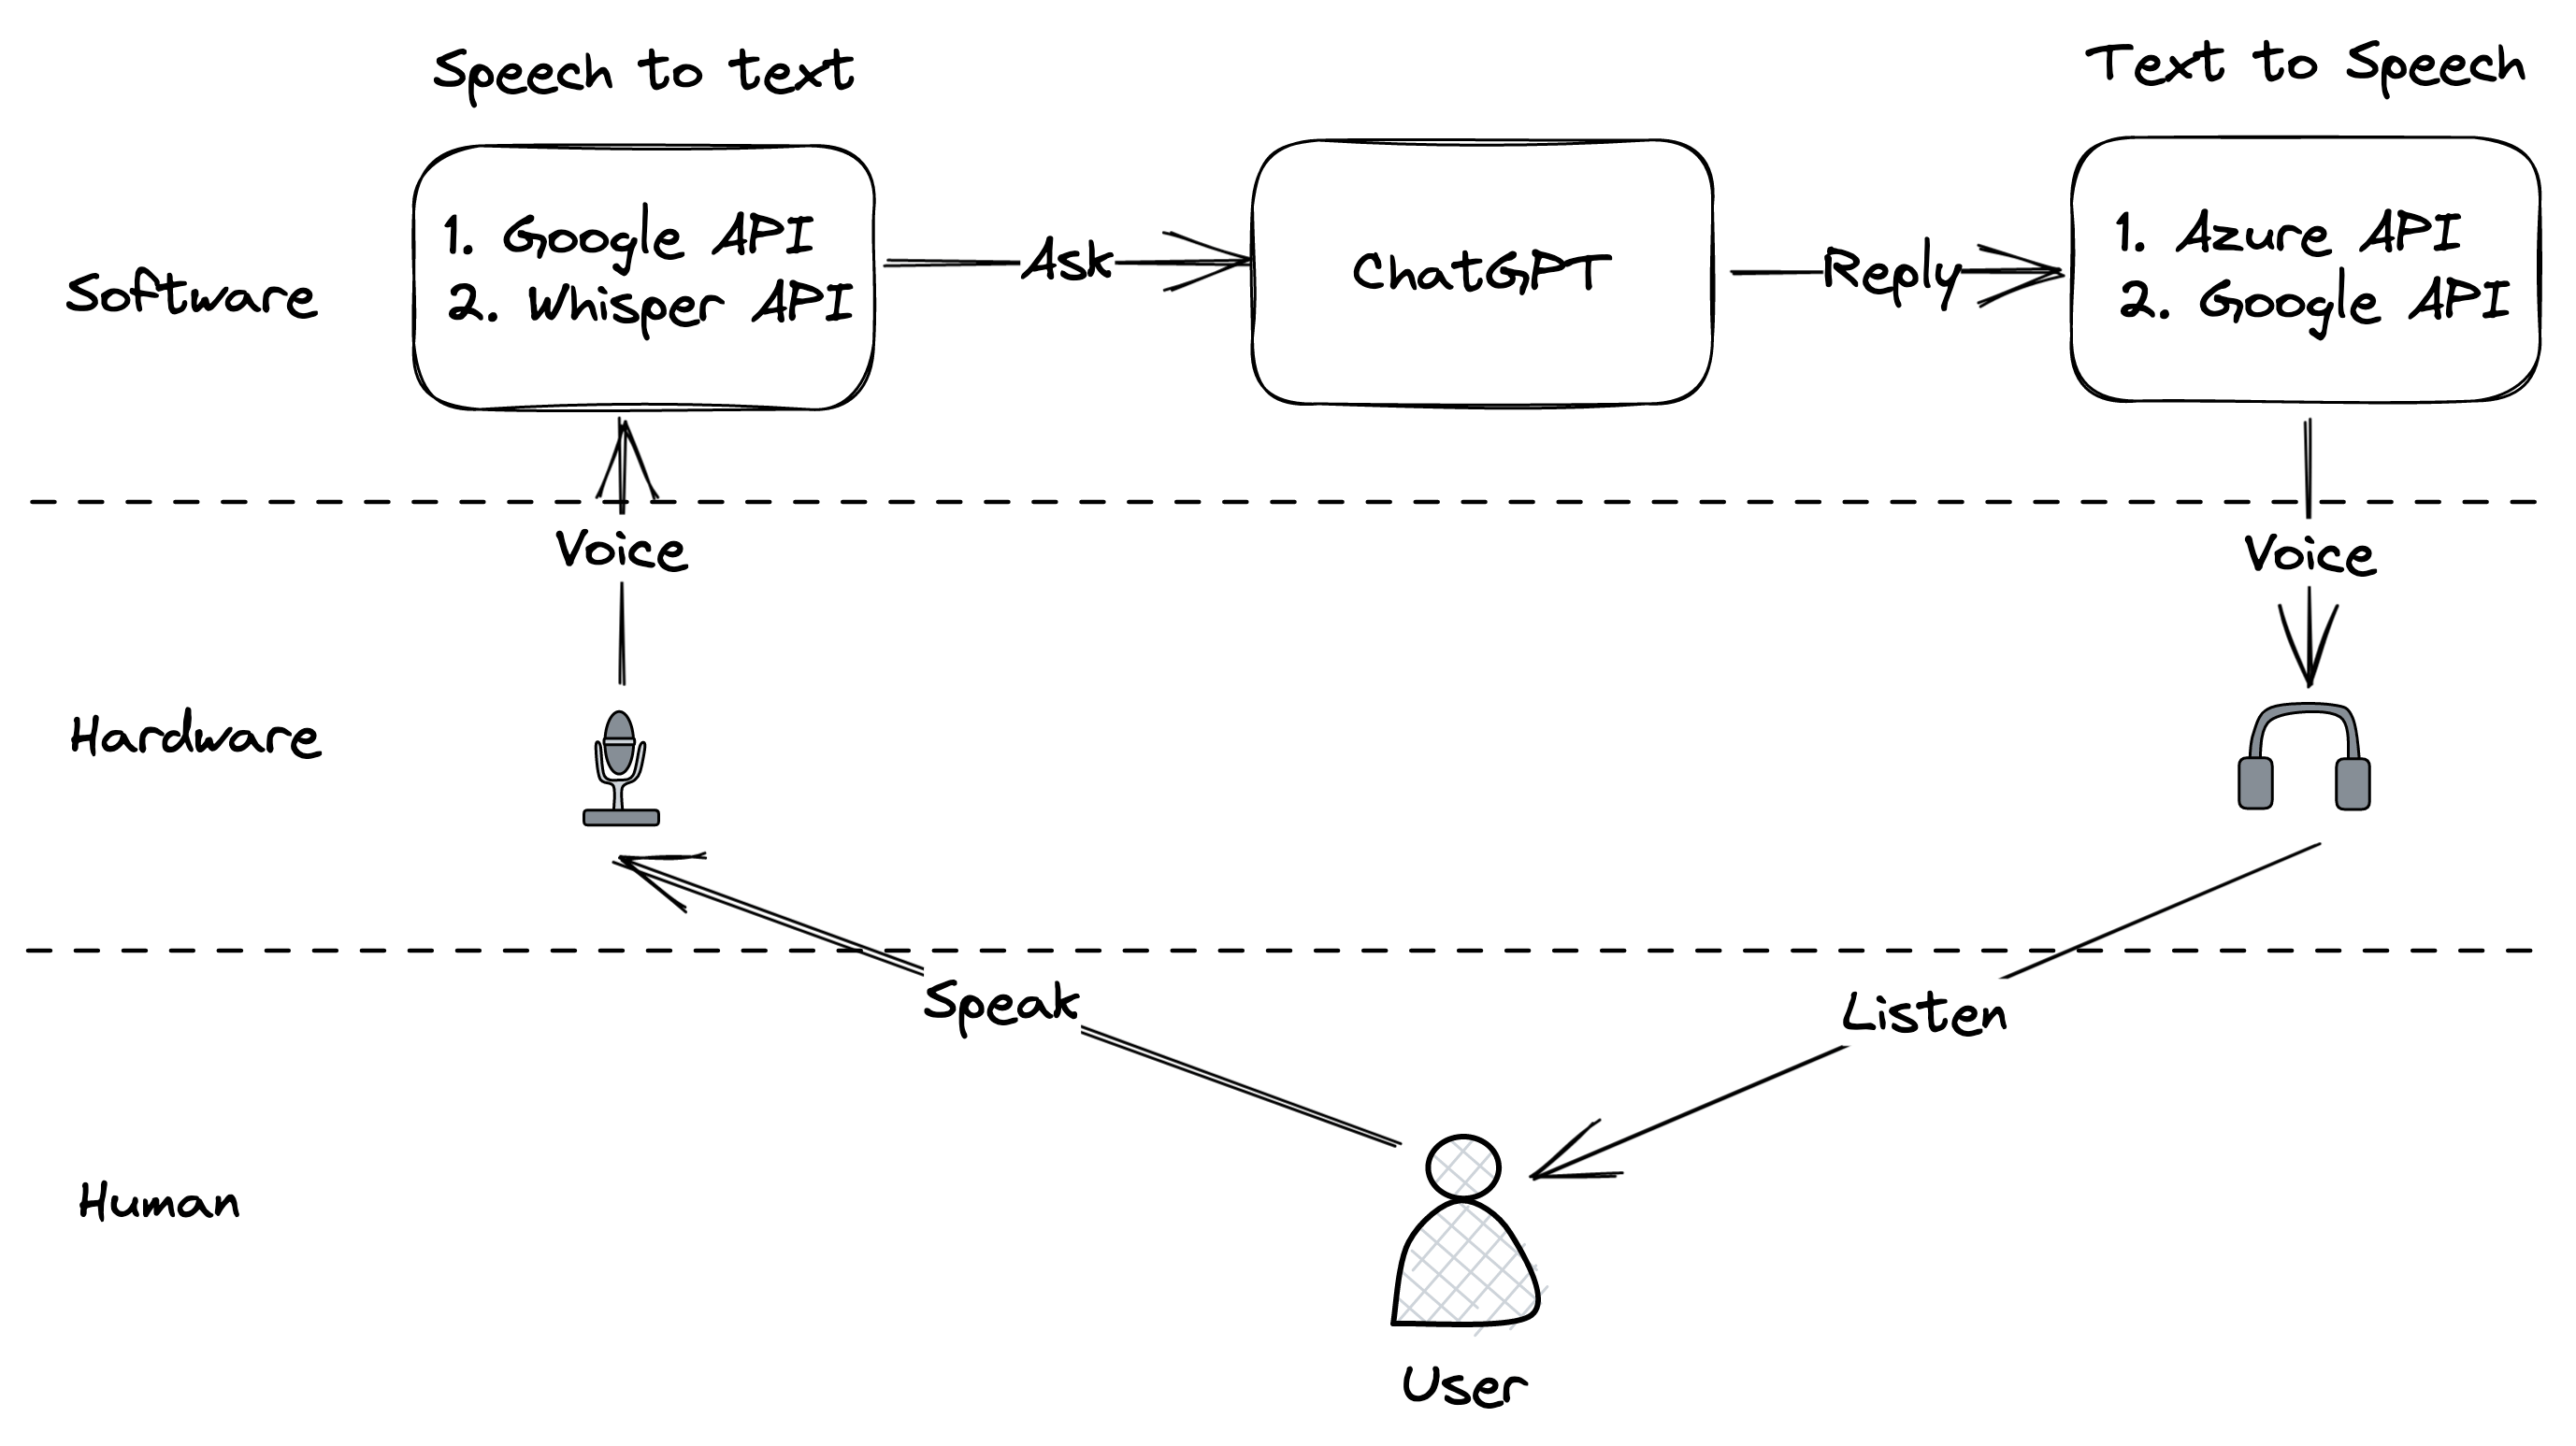 Speech to text
Text to Speech
1. Google API
2. Whisper API
Ask
ChatGPT
Reply
1. Azure API
2. Google API
Software
Voice
Voice
Hardware
Speak
Listen
Human
User